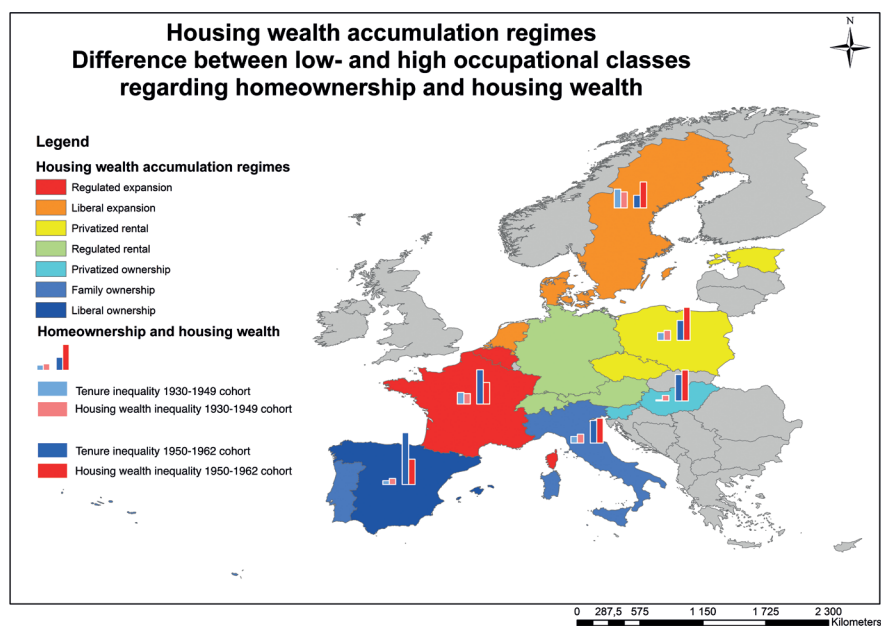 Housing wealth accumulation regimes
Difference between low- and high occupational classes
regarding homeownership and housing wealth
N
Legend
Housing wealth accumulation regimes
Regulated expansion
Liberal expansion
Privatized rental
Regulated rental
Privatized ownership
Family ownership
Liberal ownership
Homeownership and housing wealth
Tenure inequality 1930-1949 cohort
Housing wealth inequality 1930-1949 cohort
Tenure inequality 1950-1962 cohort
Housing wealth inequality 1950-1962 cohort
0 287,5 575 1 150 1 725 2 300
Kilometers